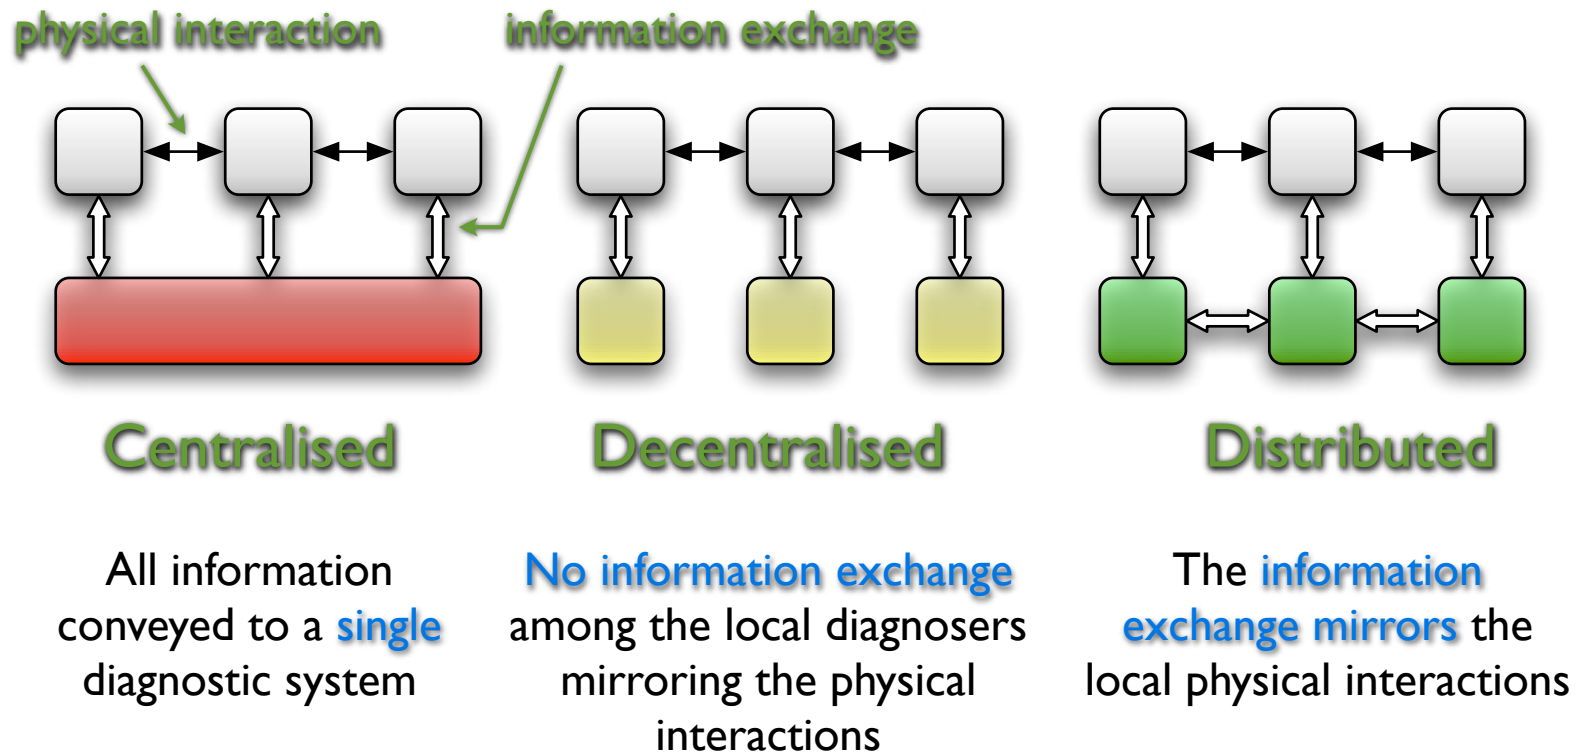 physical interaction
information exchange
Centralised
Decentralised
Distributed
All information
conveyed to a single
diagnostic system
No information exchange
among the local diagnosers
mirroring the physical
interactions
The information
exchange mirrors the
local physical interactions